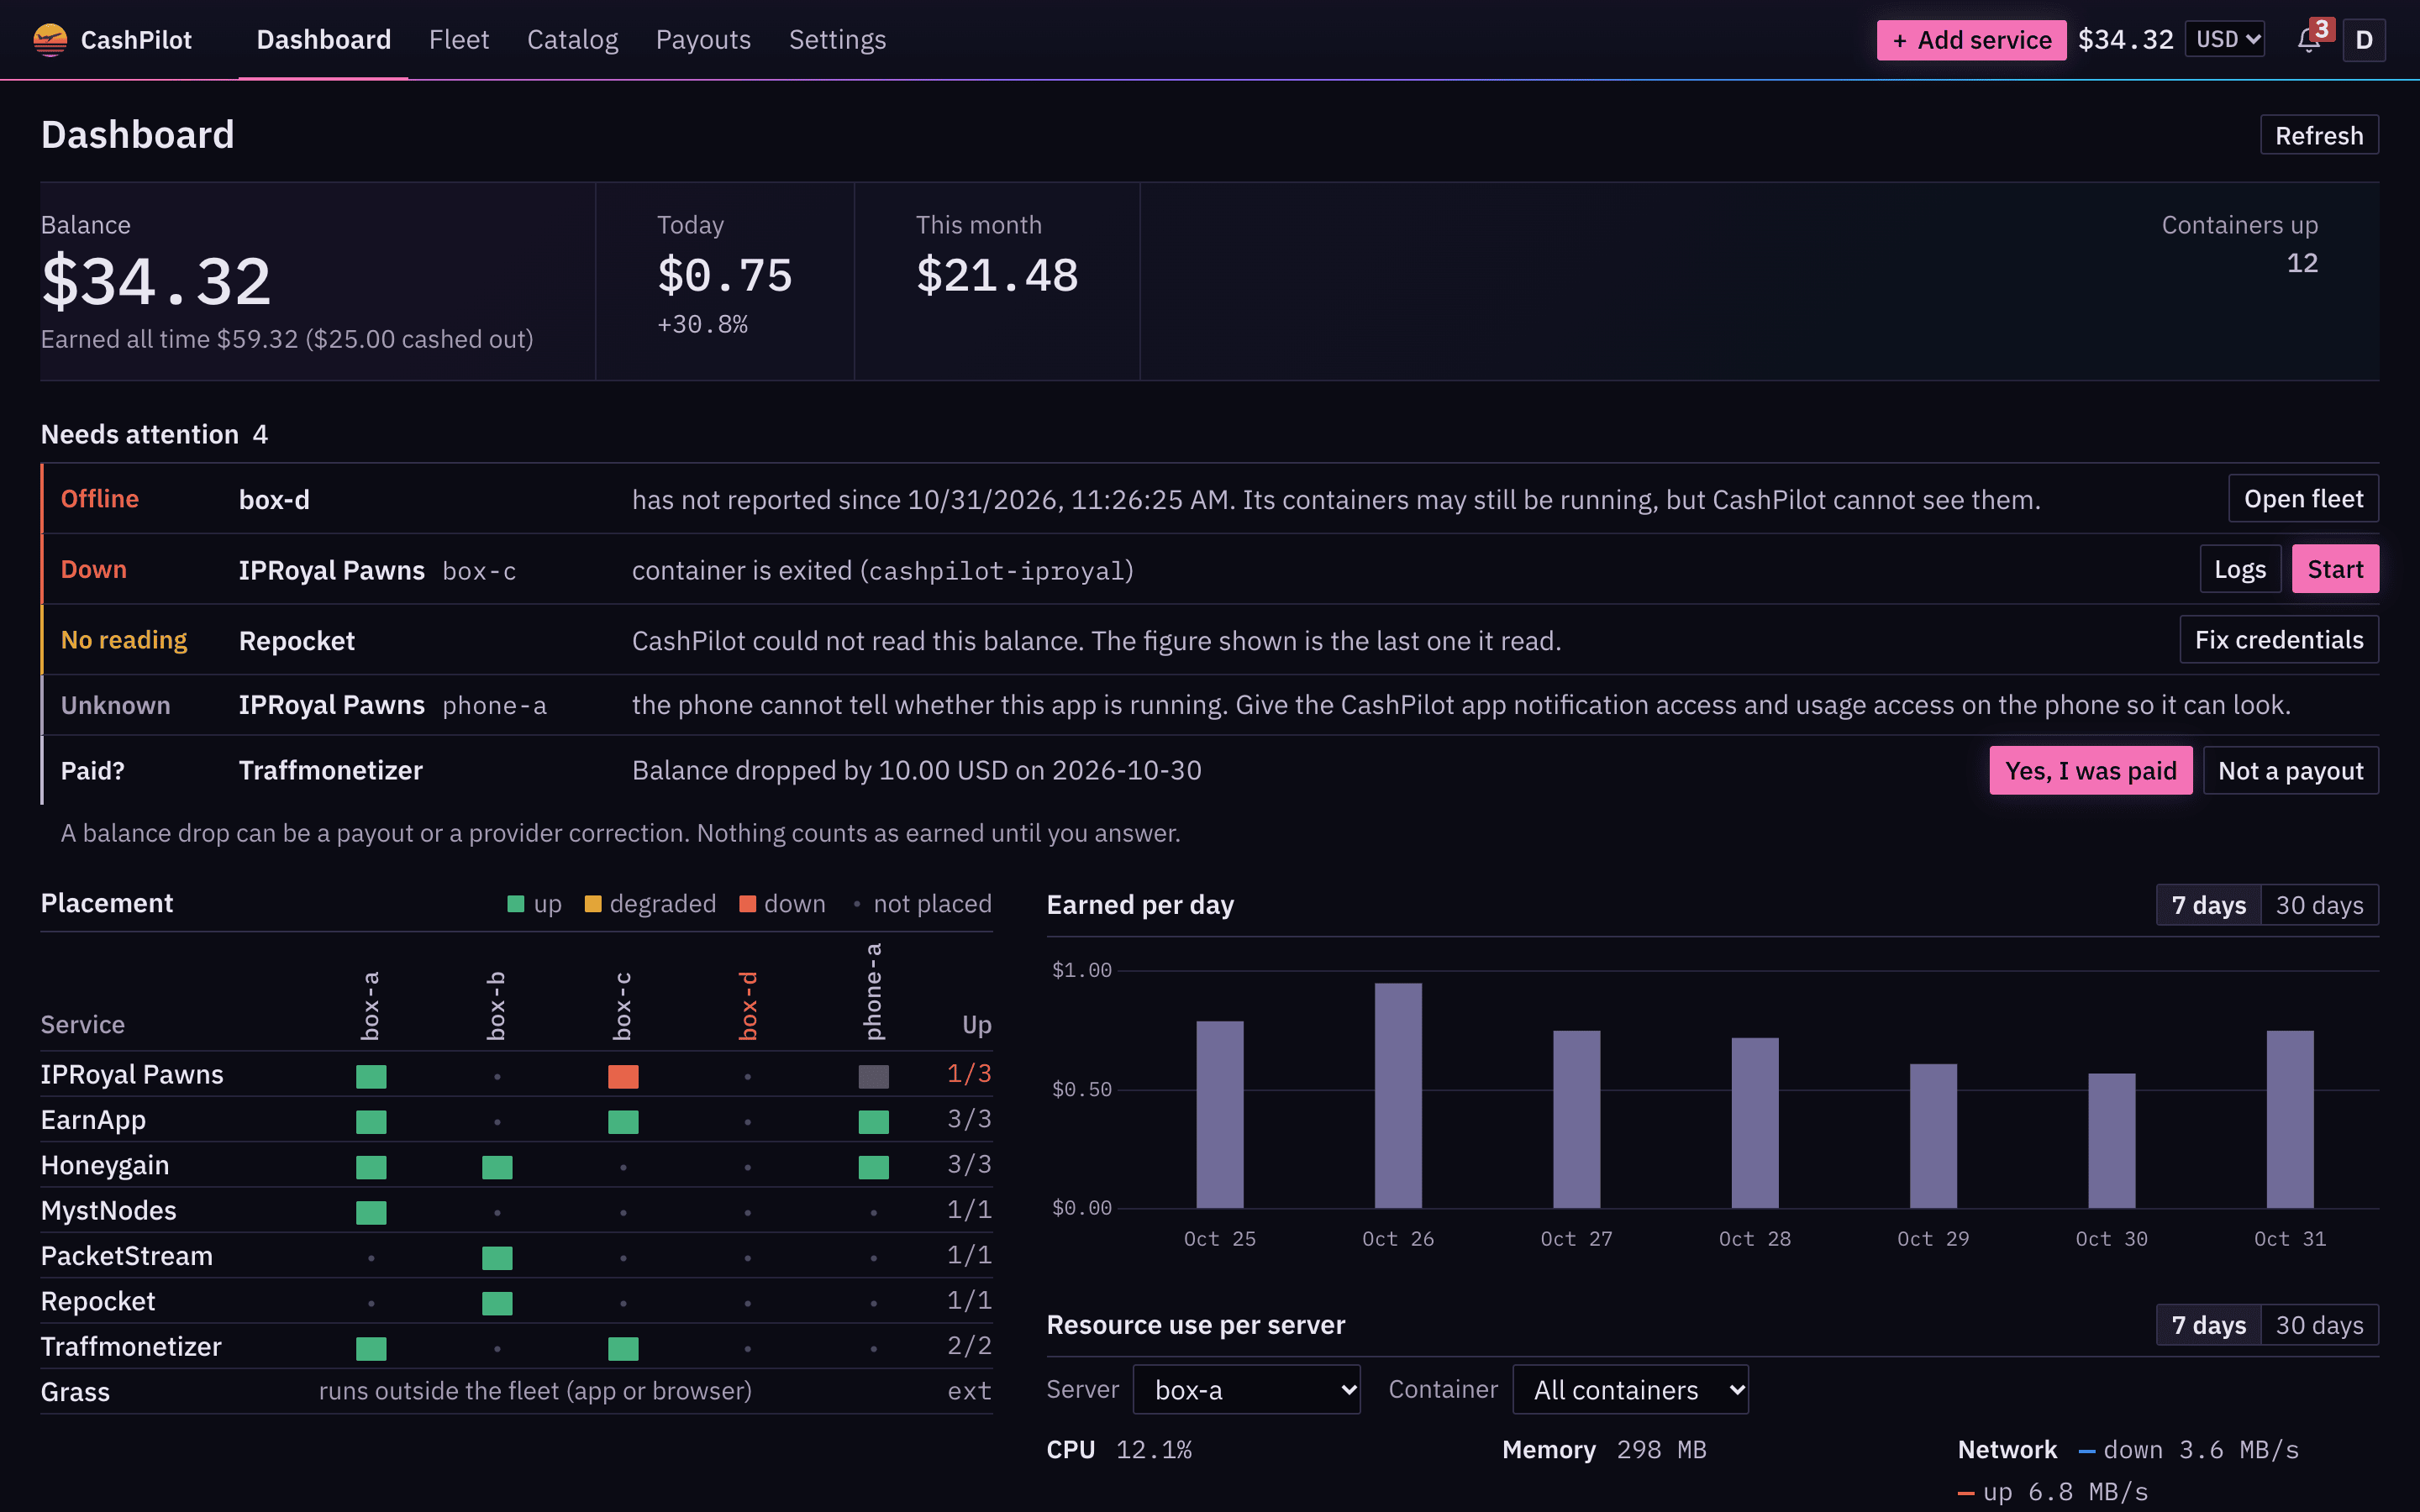 CashPilot Dashboard Fleet Catalog Payouts Settings + Add service $34.32 USD 3 D
Dashboard Refresh
Balance Today This month Containers up
$34.32 $0.75 $21.48 12
Earned all time $59.32 ($25.00 cashed out) +30.8%
Needs attention 4
Offline box-d has not reported since 10/31/2026, 11:26:25 AM. Its containers may still be running, but CashPilot cannot see them. Open fleet
Down IPRoyal Pawns box-c container is exited (cashpilot-iproyal) Logs Start
No reading Repocket CashPilot could not read this balance. The figure shown is the last one it read. Fix credentials
Unknown IPRoyal Pawns phone-a the phone cannot tell whether this app is running. Give the CashPilot app notification access and usage access on the phone so it can look.
Paid? Traffmonetizer Balance dropped by 10.00 USD on 2026-10-30 Yes, I was paid Not a payout
A balance drop can be a payout or a provider correction. Nothing counts as earned until you answer.
Placement up degraded down not placed
Service box-a box-b box-c box-d phone-a Up
IPRoyal Pawns 1/3
EarnApp 3/3
Honeygain 3/3
MystNodes 1/1
PacketStream 1/1
Repocket 1/1
Traffmonetizer 2/2
Grass runs outside the fleet (app or browser) ext
Earned per day 7 days 30 days
$1.00
$0.50
$0.00
Oct 25 Oct 26 Oct 27 Oct 28 Oct 29 Oct 30 Oct 31
Resource use per server 7 days 30 days
Server box-a Container All containers
CPU 12.1% Memory 298 MB Network down 3.6 MB/s
up 6.8 MB/s